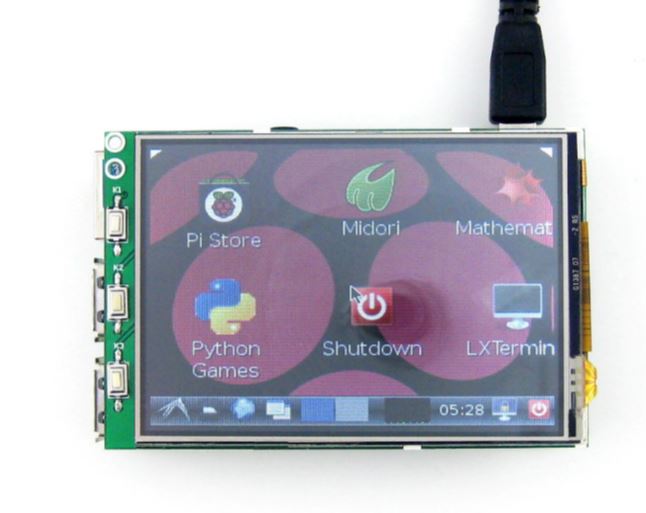 K1
K2
K3
Pi Store
Midori
Mathemat
Python
Games
Shutdown
LXTermin
05:28